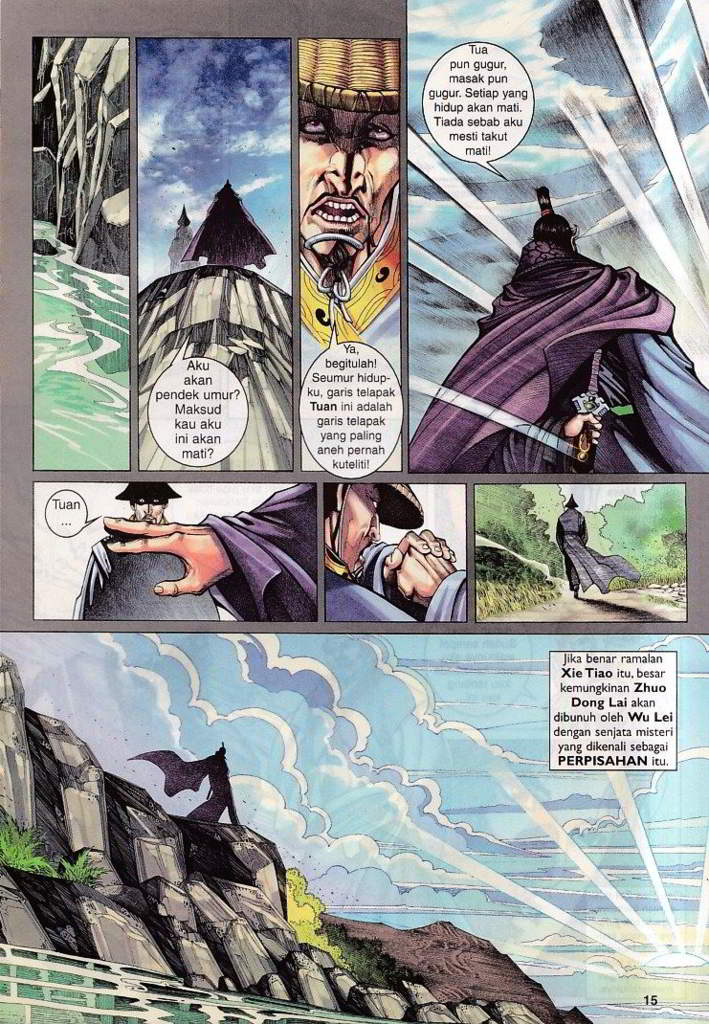 Aku
akan
pendek umur?
Maksud
kau aku
ini akan
mati?
Ya,
begitulah!
Seumur hidup-
ku, garis telapak
Tuan ini adalah
garis telapak
yang paling
aneh pernah
kuteliti!
Tua
pun gugur,
masak pun
gugur. Setiap yang
hidup akan mati.
Tiada sebab aku
mesti takut
mati!
Tuan
...
Jika benar ramalan
Xie Tiao itu, besar
kemungkinan Zhuo
Dong Lai akan
dibunuh oleh Wu Lei
dengan senjata misteri
yang dikenali sebagai
PERPISAHAN itu.
15